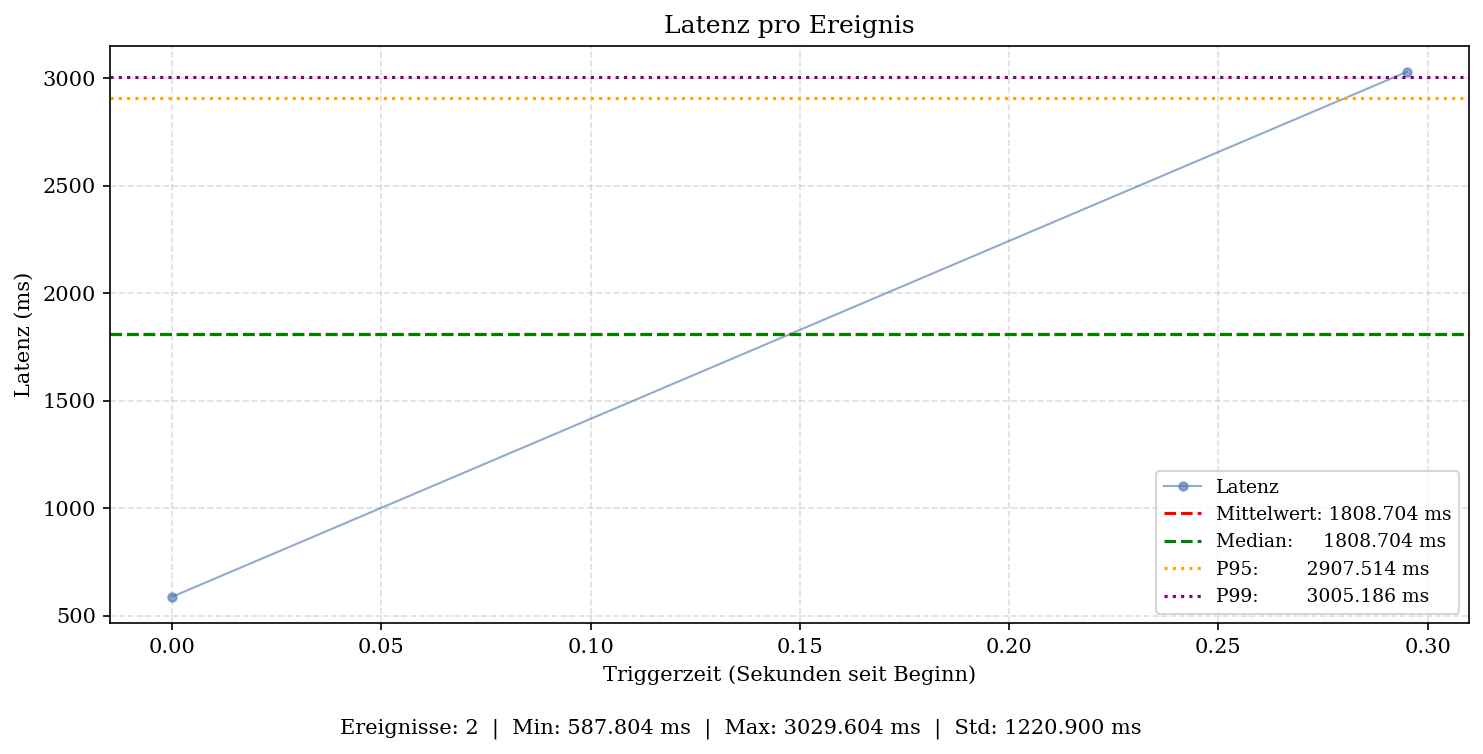 Latenz pro Ereignis
3000
2500
2000
1500
1000
500
Latenz (ms)
Latenz
Mittelwert: 1808.704 ms
Median: 1808.704 ms
P95: 2907.514 ms
P99: 3005.186 ms
0.00 0.05 0.10 0.15 0.20 0.25 0.30
Triggerzeit (Sekunden seit Beginn)
Ereignisse: 2 | Min: 587.804 ms | Max: 3029.604 ms | Std: 1220.900 ms